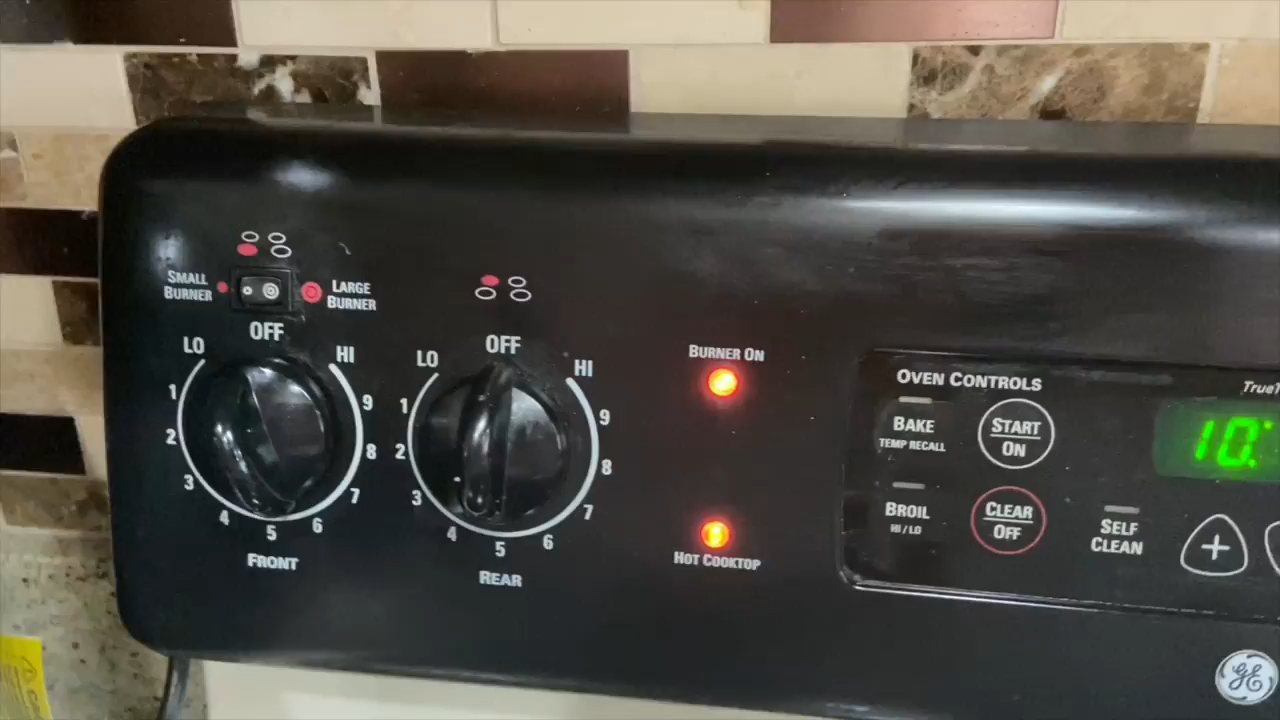 SMALL
BURNER
LARGE
BURNER
OFF
LO
HI
1
2
3
4
5
6
7
8
9
FRONT
OFF
LO
HI
1
2
3
4
5
6
7
8
9
REAR
BURNER ON
HOT COOKTOP
OVEN CONTROLS
BAKE
TEMP RECALL
START
ON
BROIL
HI / LO
CLEAR
OFF
SELF
CLEAN
+
10:
GE